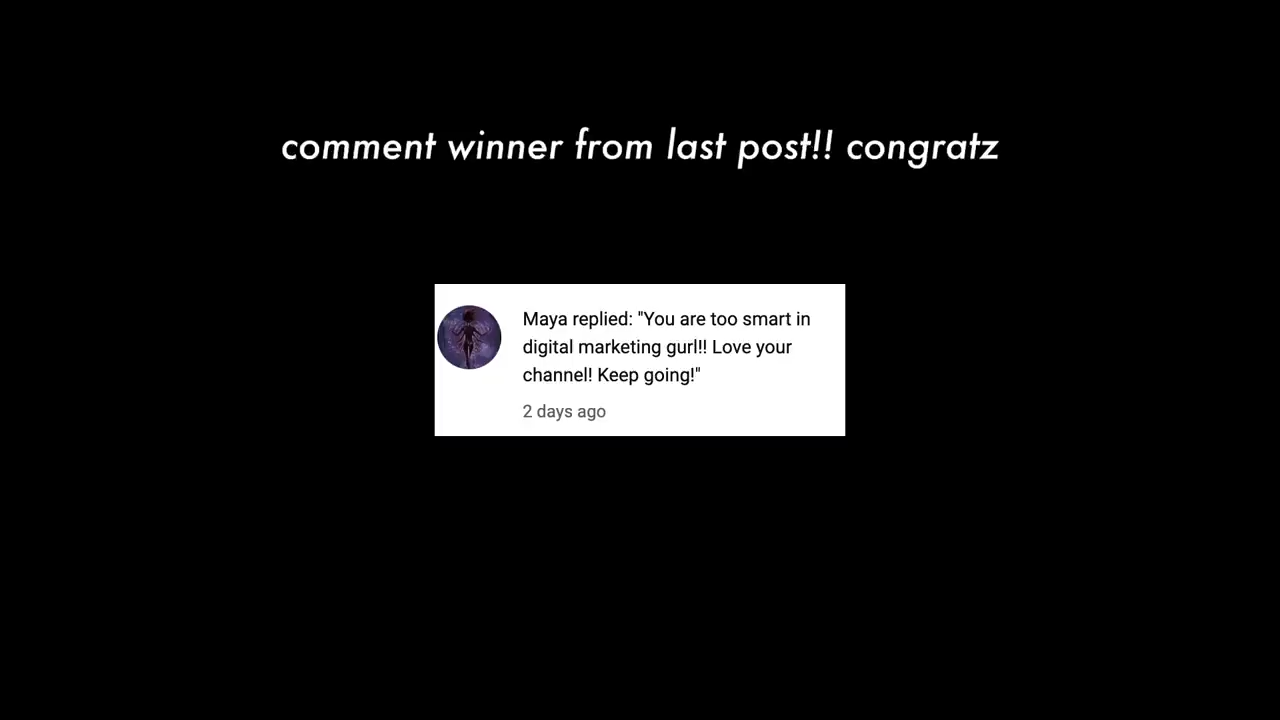 comment winner from last post!! congratz
Maya replied: "You are too smart in
digital marketing gurl!! Love your
channel! Keep going!"
2 days ago